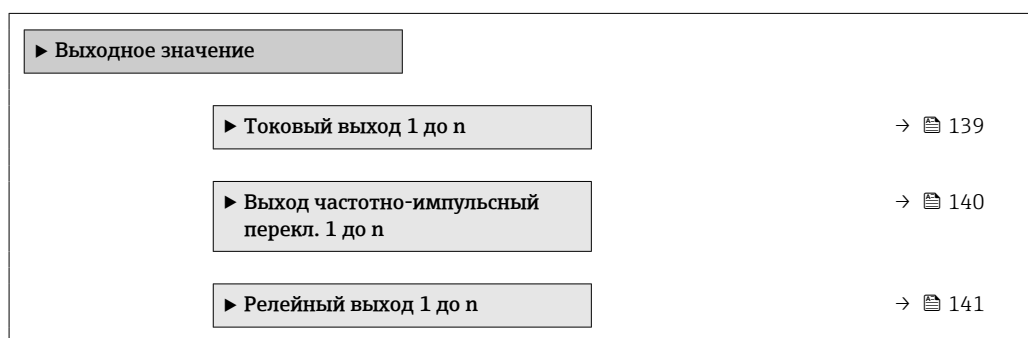 ▶ Выходное значение
▶ Токовый выход 1 до n → 139
▶ Выход частотно-импульсный → 140
перекл. 1 до n
▶ Релейный выход 1 до n → 141